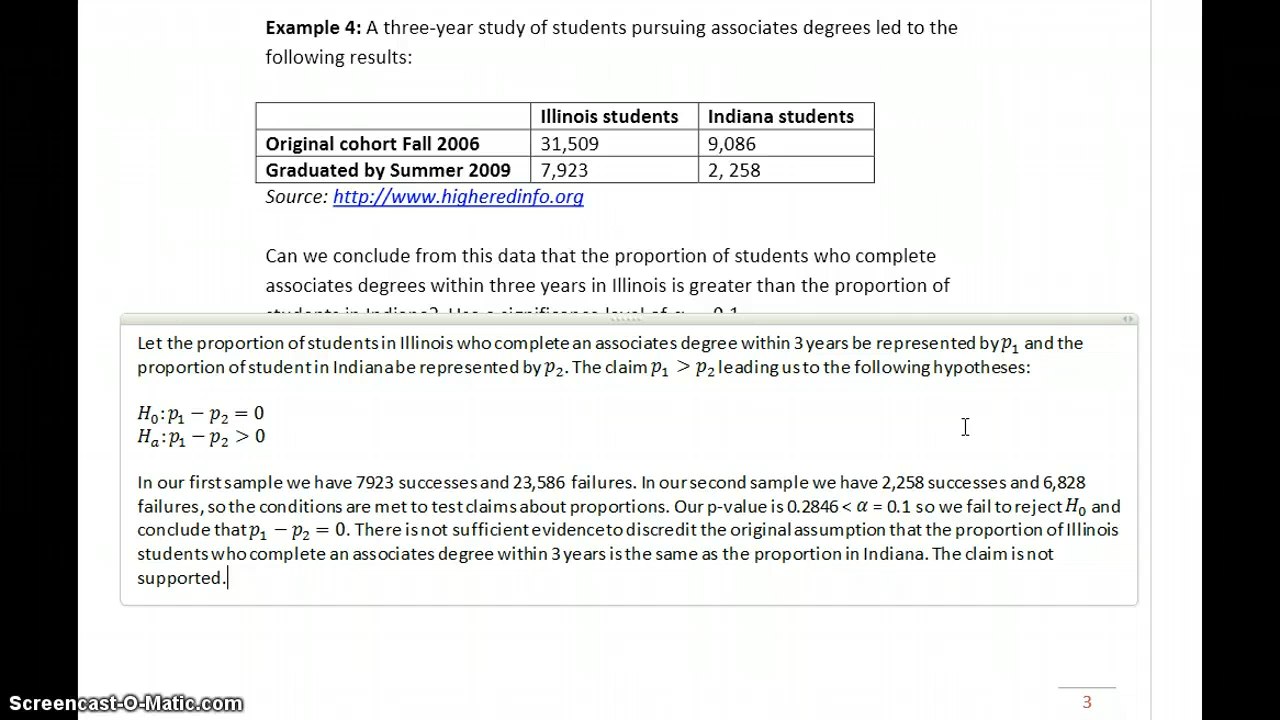 Example 4: A three-year study of students pursuing associates degrees led to the
following results:
Illinois students Indiana students
Original cohort Fall 2006 31,509 9,086
Graduated by Summer 2009 7,923 2, 258
Source: http://www.higheredinfo.org
Can we conclude from this data that the proportion of students who complete
associates degrees within three years in Illinois is greater than the proportion of
students in Indiana? Use a significance level of α = 0.1
Let the proportion of students in Illinois who complete an associates degree within 3 years be represented by p₁ and the
proportion of student in Indiana be represented by p₂. The claim p₁ > p₂ leading us to the following hypotheses:
H₀: p₁ − p₂ = 0
Hₐ: p₁ − p₂ > 0
In our first sample we have 7923 successes and 23,586 failures. In our second sample we have 2,258 successes and 6,828
failures, so the conditions are met to test claims about proportions. Our p-value is 0.2846 < α = 0.1 so we fail to reject H₀ and
conclude that p₁ − p₂ = 0. There is not sufficient evidence to discredit the original assumption that the proportion of Illinois
students who complete an associates degree within 3 years is the same as the proportion in Indiana. The claim is not
supported.
3
Screencast-O-Matic.com